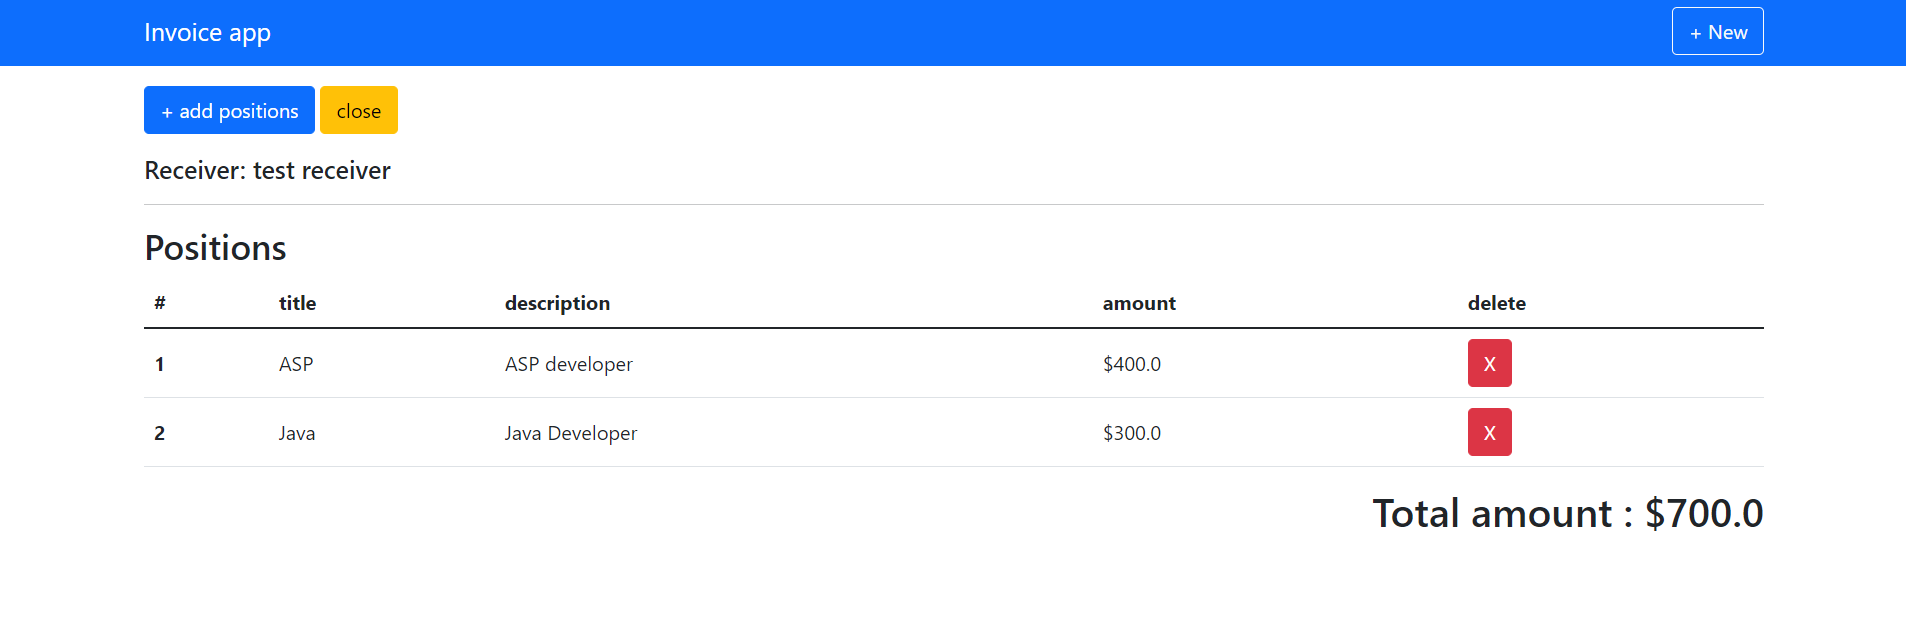 Invoice app + New
+ add positions close
Receiver: test receiver
Positions
# title description amount delete
1 ASP ASP developer $400.0 X
2 Java Java Developer $300.0 X
Total amount : $700.0